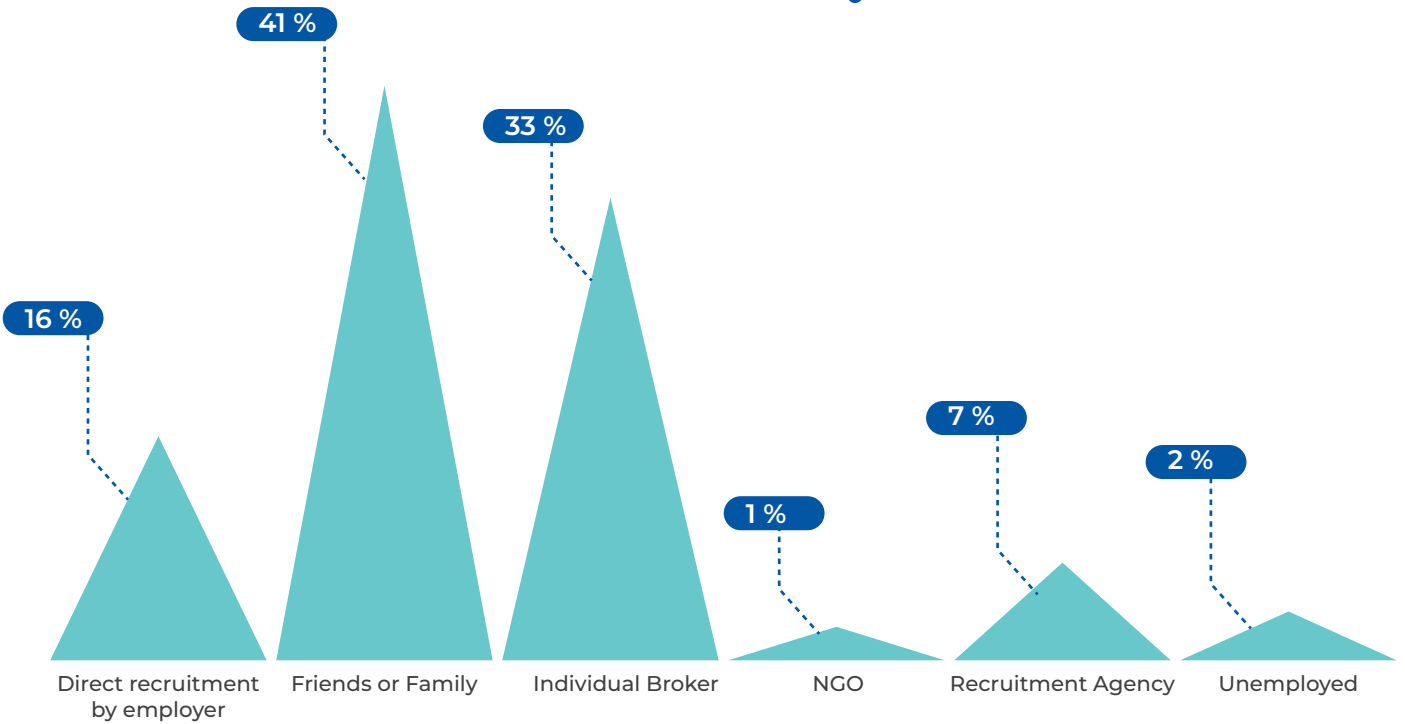 41 %
33 %
16 %
7 %
2 %
1 %
Direct recruitment
by employer
Friends or Family
Individual Broker
NGO
Recruitment Agency
Unemployed